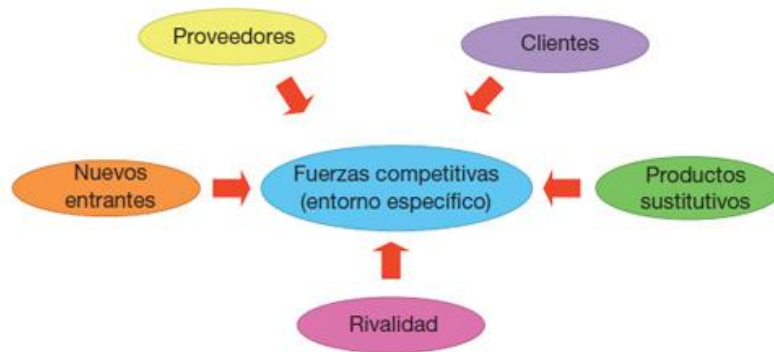 Proveedores
Clientes
Nuevos
entrantes
Fuerzas competitivas
(entorno específico)
Productos
sustitutivos
Rivalidad